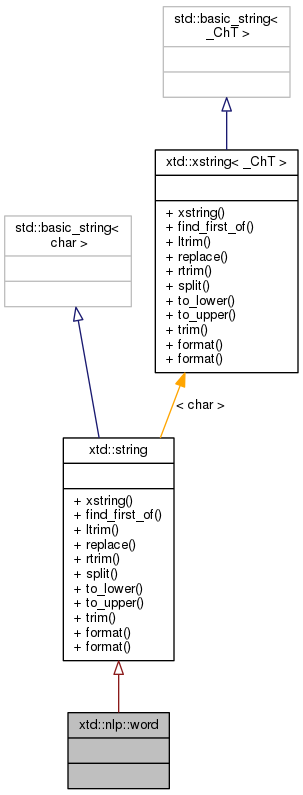 std::basic_string<
_ChT >
xtd::xstring< _ChT >
+ xstring()
+ find_first_of()
+ ltrim()
+ replace()
+ rtrim()
+ split()
+ to_lower()
+ to_upper()
+ trim()
+ format()
+ format()
std::basic_string<
char >
< char >
xtd::string
+ xstring()
+ find_first_of()
+ ltrim()
+ replace()
+ rtrim()
+ split()
+ to_lower()
+ to_upper()
+ trim()
+ format()
+ format()
xtd::nlp::word